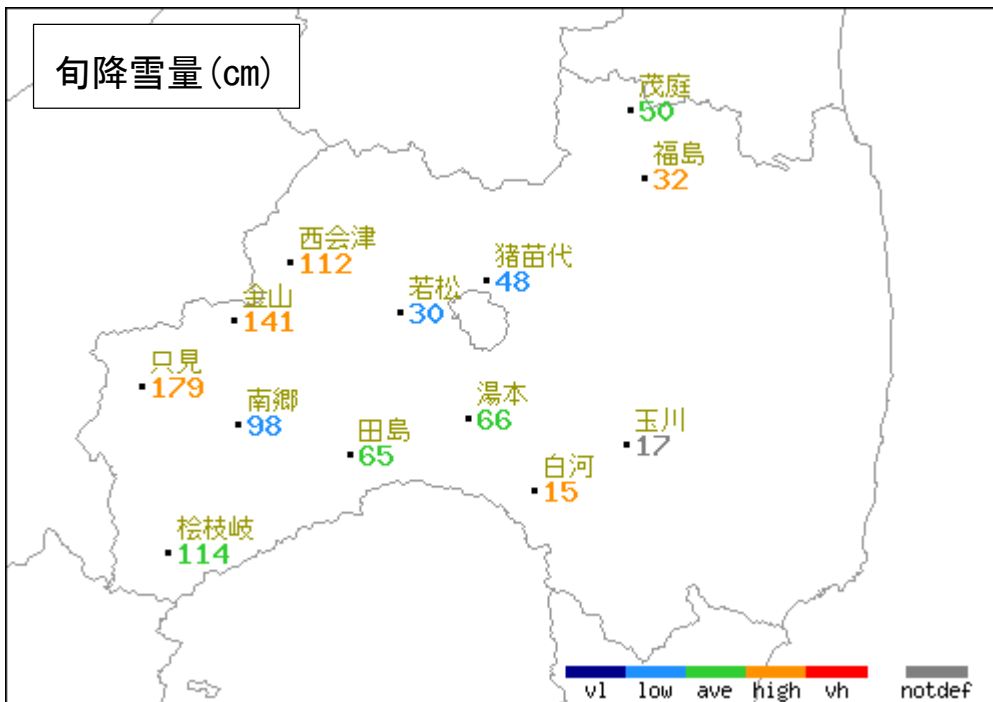 旬降雪量(cm)
茂庭
50
福島
32
西会津
112
猪苗代
48
若松
30
金山
141
只見
179
南郷
98
湯本
66
田島
65
玉川
17
白河
15
桧枝岐
114
vl low ave high vh notdef